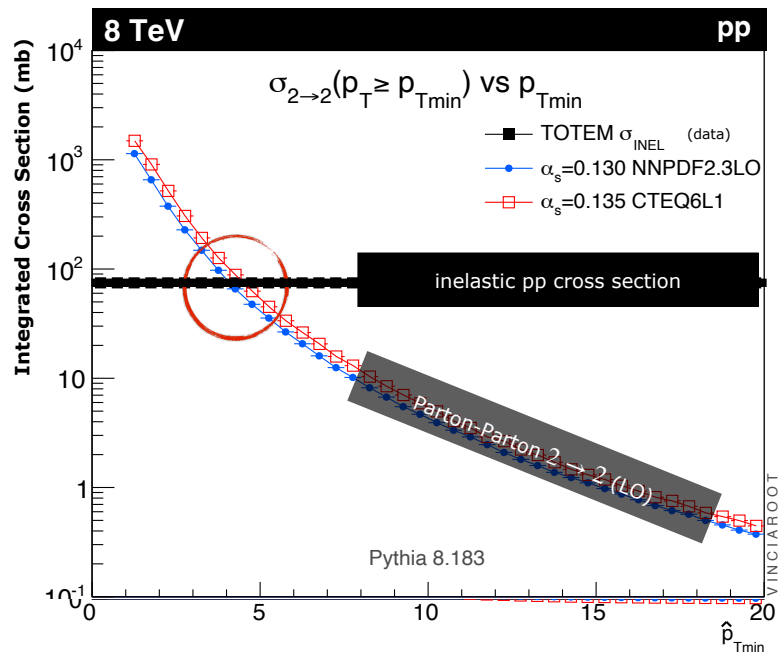 8 TeV pp
Integrated Cross Section (mb)
σ2→2(pT≥ pTmin) vs pTmin
TOTEM σINEL (data)
αs=0.130 NNPDF2.3LO
αs=0.135 CTEQ6L1
10^4
10^3
10^2
10
1
10^-1
0
inelastic pp cross section
Parton-Parton 2 → 2 (LO)
Pythia 8.183
VINCIAROOT
0 5 10 15 20
p̂Tmin